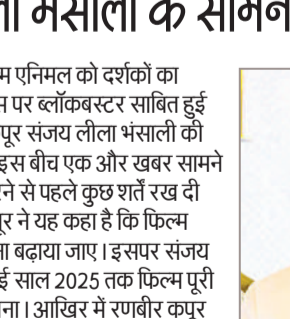 मंसाली के सामने
म एनिमल को दर्शकों का
स पर ब्लॉकबस्टर साबित हुई
पूर संजय लीला भंसाली की
इस बीच एक और खबर सामने
रने से पहले कुछ शर्तें रख दी
पूर ने यह कहा है कि फिल्म
ना बढ़ाया जाए। इसपर संजय
ई साल 2025 तक फिल्म पूरी
ना। आखिर में रणबीर कपूर